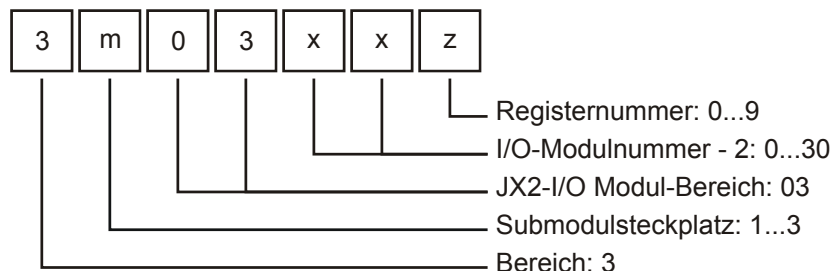 3 m 0 3 x x z
Registernummer: 0...9
I/O-Modulnummer - 2: 0...30
JX2-I/O Modul-Bereich: 03
Submodulsteckplatz: 1...3
Bereich: 3